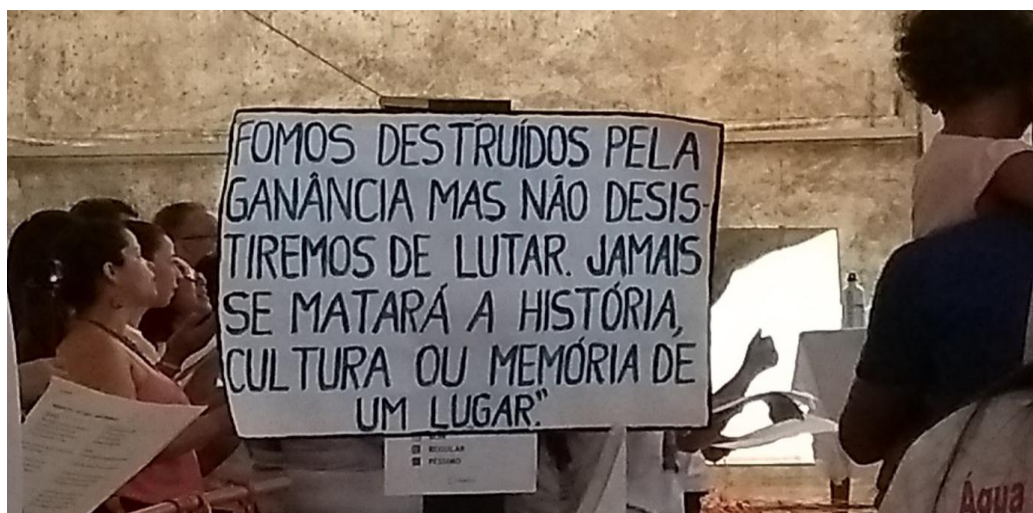 FOMOS DESTRUÍDOS PELA
GANÂNCIA MAS NÃO DESIS-
TIREMOS DE LUTAR. JAMAIS
SE MATARÁ A HISTÓRIA,
CULTURA OU MEMÓRIA DE
UM LUGAR."
REGULAR
PÉSSIMO
Água